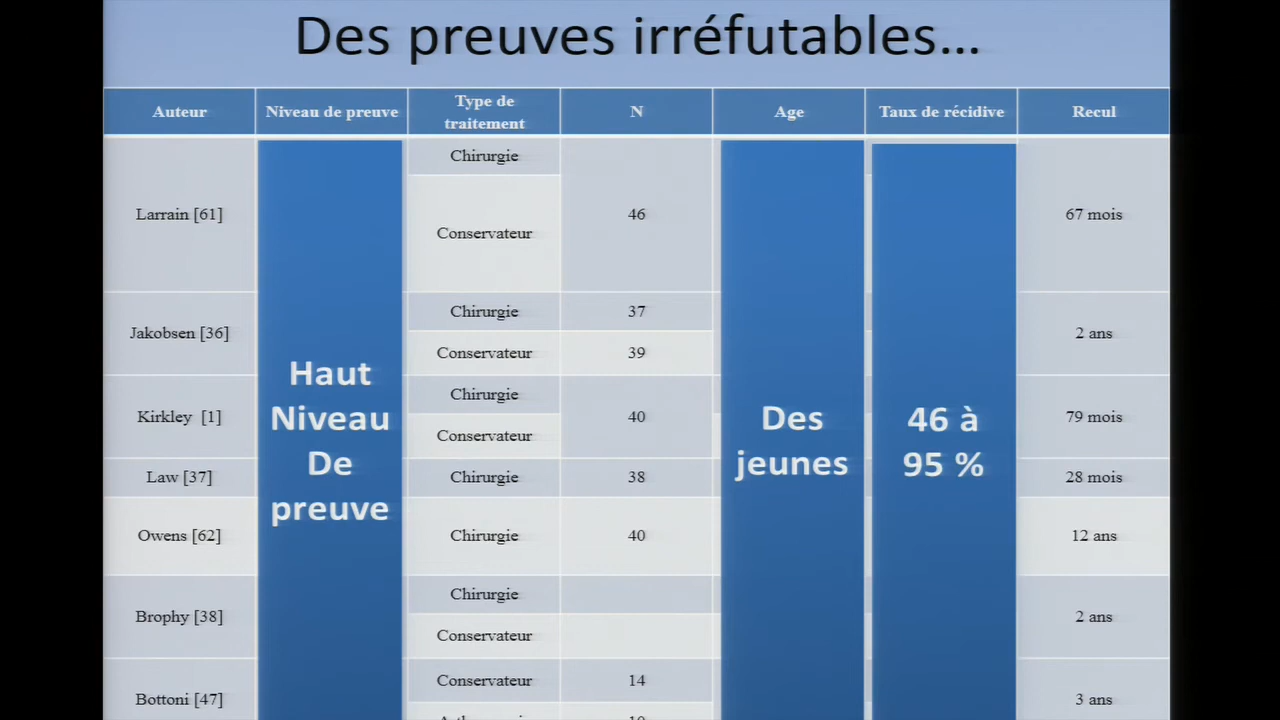 Des preuves irréfutables...
Auteur Niveau de preuve Type de traitement N Age Taux de récidive Recul
Larrain [61] Chirurgie 46 67 mois
Conservateur
Jakobsen [36] Chirurgie 37 2 ans
Conservateur 39
Kirkley [1] Chirurgie 40 79 mois
Conservateur
Law [37] Chirurgie 38 28 mois
Owens [62] Chirurgie 40 12 ans
Brophy [38] Chirurgie 2 ans
Conservateur
Bottoni [47] Conservateur 14 3 ans
Haut
Niveau
De
preuve
Des
jeunes
46 à
95 %